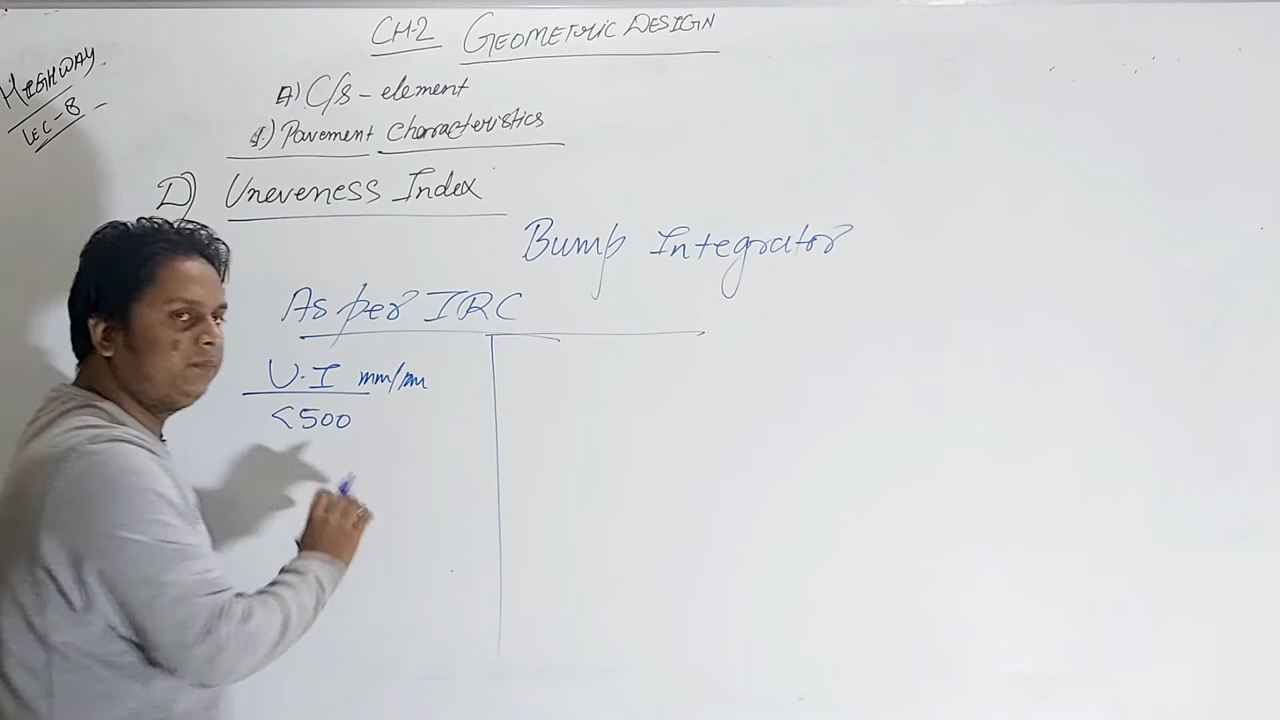 CH-2 GEOMETRIC DESIGN
HIGHWAY
LEC-8
A) C/s - element
1.) Pavement Characteristics
D) Uneveness Index
Bump Integrator
As per IRC
U.I mm/km
<500